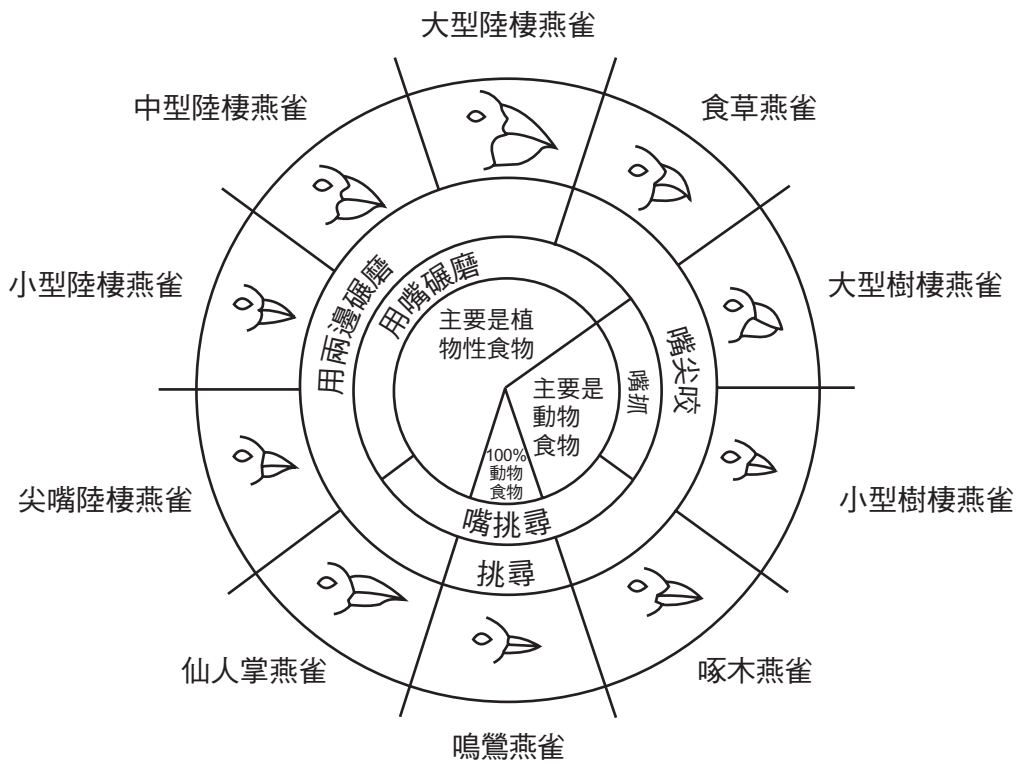 大型陸棲燕雀
中型陸棲燕雀
食草燕雀
小型陸棲燕雀
大型樹棲燕雀
尖嘴陸棲燕雀
小型樹棲燕雀
仙人掌燕雀
啄木燕雀
鳴鶯燕雀
用兩邊碾磨
用嘴碾磨
主要是植
物性食物
嘴尖咬
嘴抓
主要是
動物
食物
100%
動物
食物
嘴挑尋
挑尋